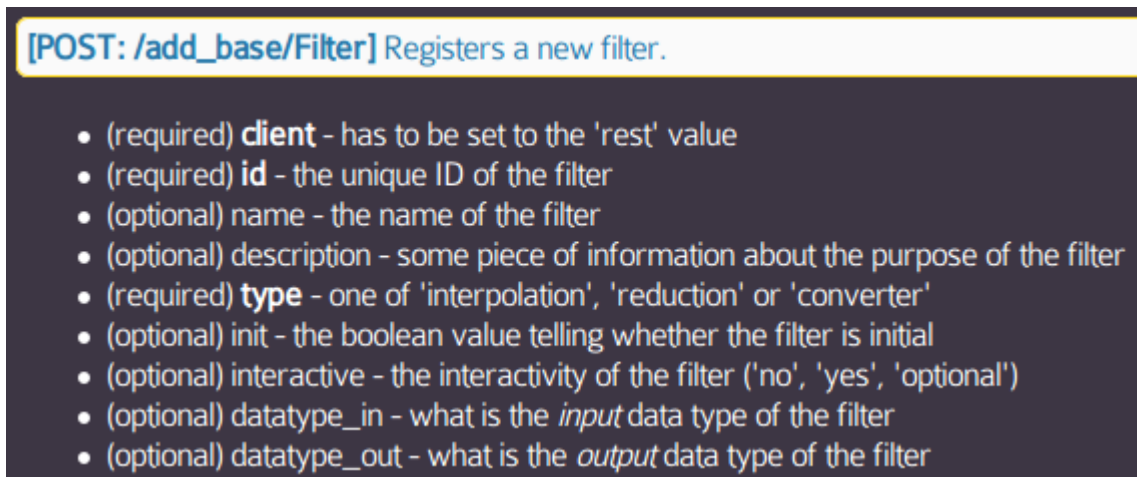 [POST: /add_base/Filter] Registers a new filter.
• (required) client - has to be set to the 'rest' value
• (required) id - the unique ID of the filter
• (optional) name - the name of the filter
• (optional) description - some piece of information about the purpose of the filter
• (required) type - one of 'interpolation', 'reduction' or 'converter'
• (optional) init - the boolean value telling whether the filter is initial
• (optional) interactive - the interactivity of the filter ('no', 'yes', 'optional')
• (optional) datatype_in - what is the input data type of the filter
• (optional) datatype_out - what is the output data type of the filter